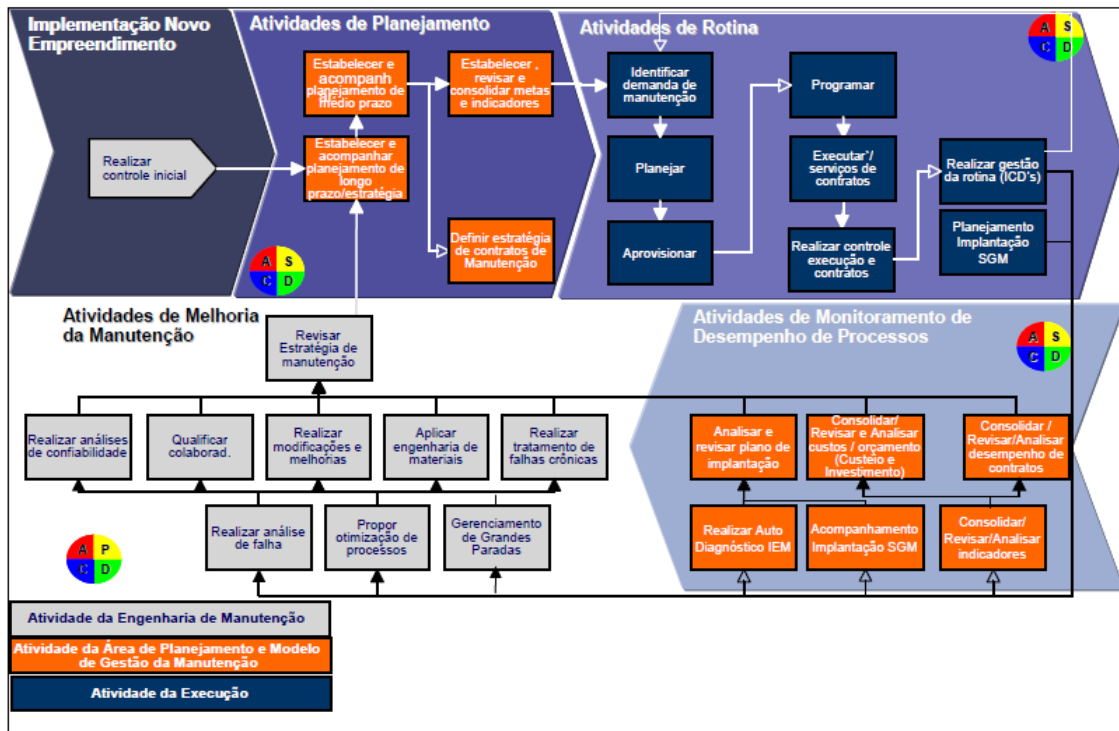 Implementação Novo
Empreendimento
Atividades de Planejamento
Atividades de Rotina
A S
C D
Realizar
controle inicial
Estabelecer e
acompanh
ar
planejamento de
médio prazo
Estabelecer ,
revisar e
consolidar metas
e indicadores
Estabelecer e
acompanhar
planejamento de
longo
prazo/estratégia
Definir estratégia
de contratos de
Manutenção
A S
C D
Identificar
demanda de
manutenção
Planejar
Aprovisionar
Programar
Executar*/
serviços de
contratos
Realizar controle
execução e
contratos
Realizar gestão
da rotina (ICD's)
Planejamento
Implantação
SGM
Atividades de Melhoria
da Manutenção
Revisar
Estratégia de
manutenção
Realizar análises
de confiabilidade
Qualificar
colaborad.
Realizar
modificações e
melhorias
Aplicar
engenharia de
materiais
Realizar
tratamento de
falhas crônicas
Realizar análise
de falha
Propor
otimização de
processos
Gerenciamento
de Grandes
Paradas
A P
C D
Atividades de Monitoramento de
Desempenho de Processos
A S
C D
Analisar e
revisar plano de
implantação
Consolidar/
Revisar e Analisar
custos / orçamento
(Custeio e
Investimento)
Consolidar /
Revisar/Analisar
desempenho de
contratos
Realizar Auto
Diagnóstico IEM
Acompanhamento
Implantação SGM
Consolidar/
Revisar/Analisar
indicadores
Atividade da Engenharia de Manutenção
Atividade da Área de Planejamento e Modelo
de Gestão da Manutenção
Atividade da Execução